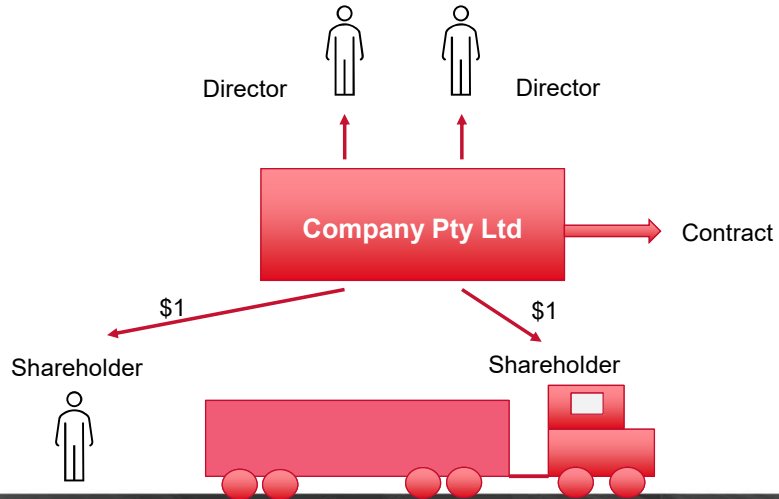 Director
Director
Company Pty Ltd
Contract
$1
$1
Shareholder
Shareholder